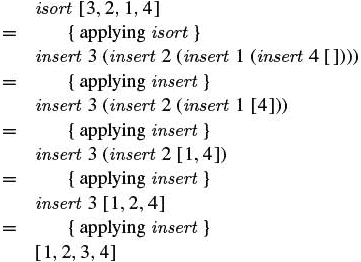 isort [3, 2, 1, 4]
= { applying isort }
insert 3 (insert 2 (insert 1 (insert 4 [ ])))
= { applying insert }
insert 3 (insert 2 (insert 1 [4]))
= { applying insert }
insert 3 (insert 2 [1, 4])
= { applying insert }
insert 3 [1, 2, 4]
= { applying insert }
[1, 2, 3, 4]